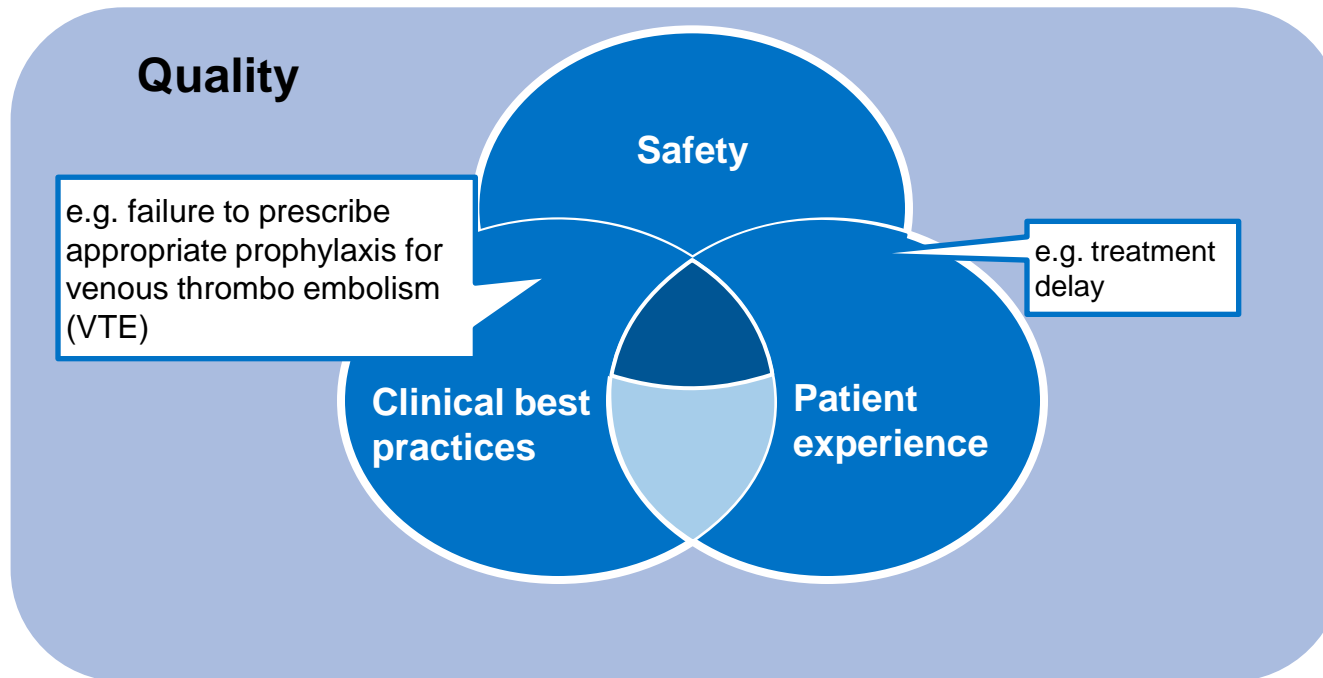 Quality
Safety
e.g. failure to prescribe
appropriate prophylaxis for
venous thrombo embolism
(VTE)
e.g. treatment
delay
Clinical best
practices
Patient
experience